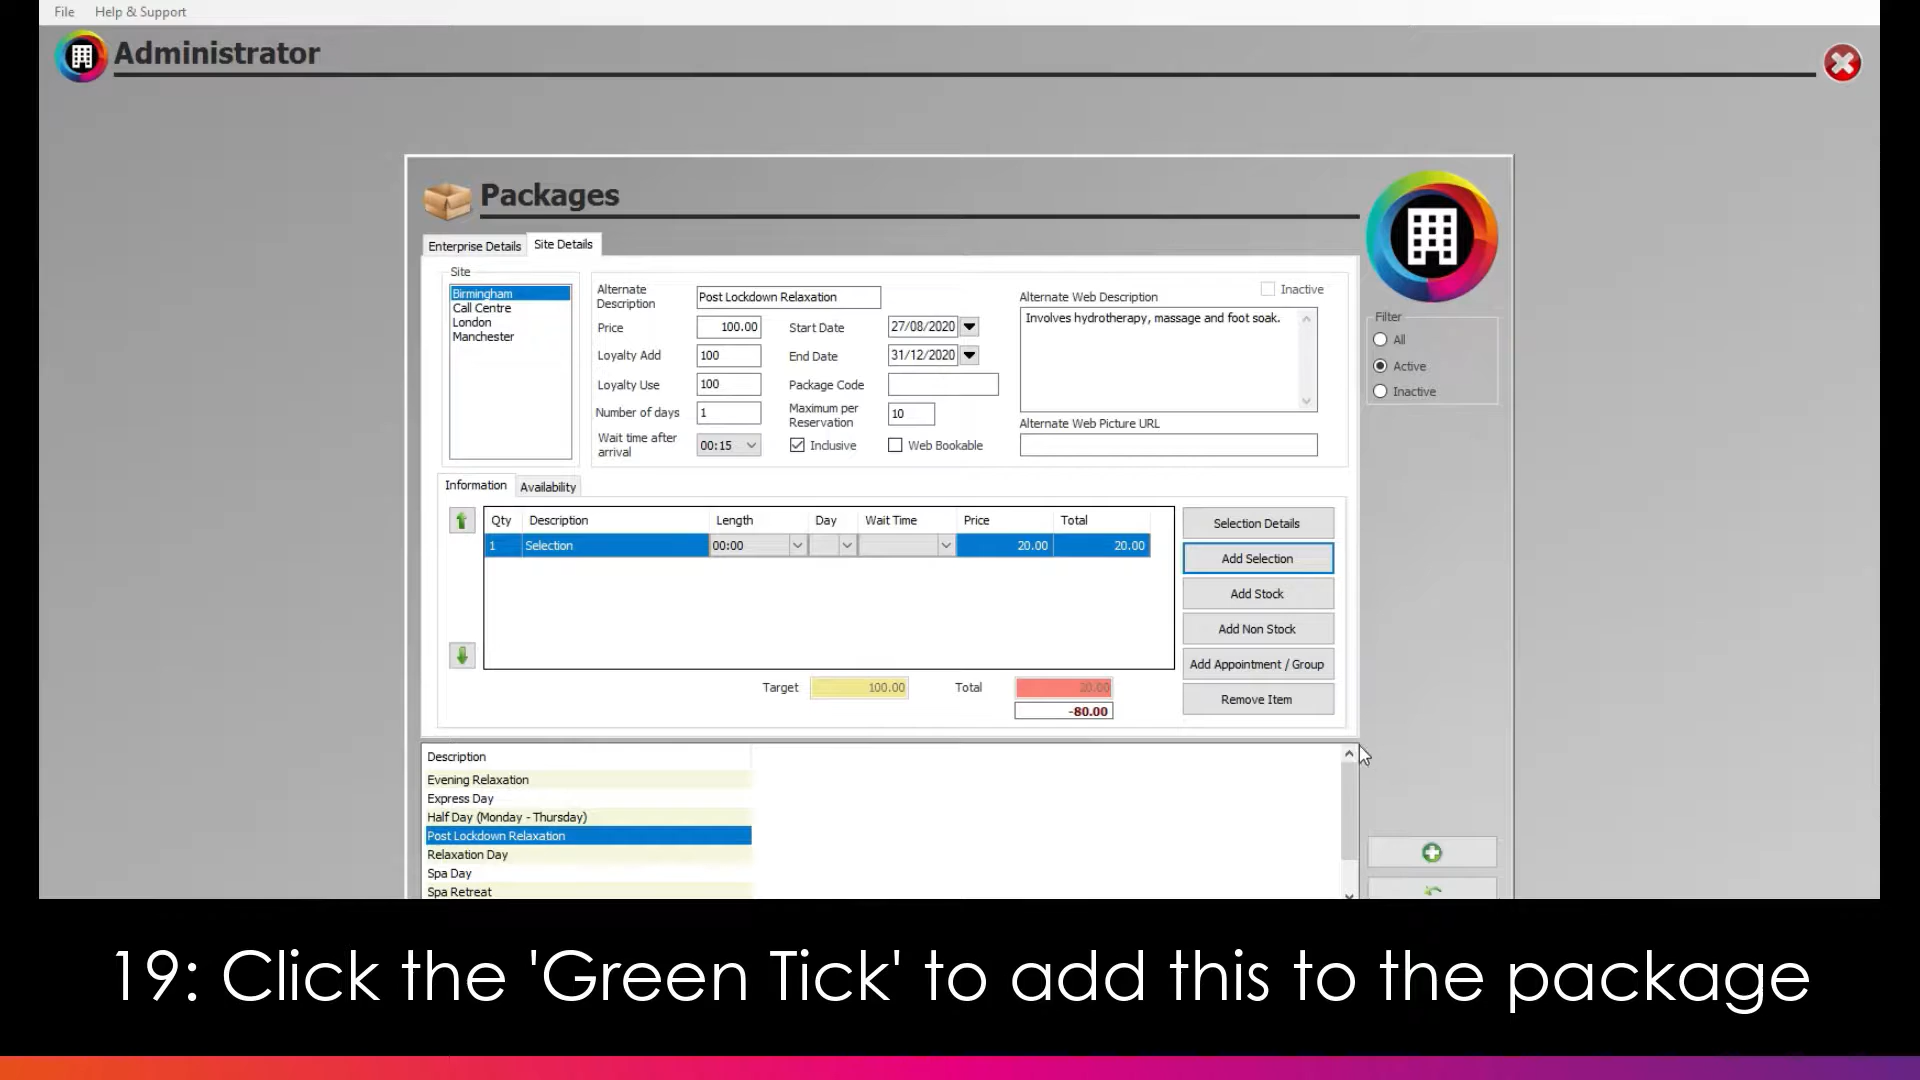 File Help & Support
Administrator
Packages
Enterprise Details Site Details
Site
Birmingham
Call Centre
London
Manchester
Alternate Description Post Lockdown Relaxation
Price 100.00 Start Date 27/08/2020
Loyalty Add 100 End Date 31/12/2020
Loyalty Use 100 Package Code
Number of days 1 Maximum per Reservation 10
Wait time after arrival 00:15 Inclusive Web Bookable
Inactive
Alternate Web Description
Involves hydrotherapy, massage and foot soak.
Alternate Web Picture URL
Filter
All
Active
Inactive
Information Availability
Qty Description Length Day Wait Time Price Total
1 Selection 00:00 20.00 20.00
Target 100.00 Total 20.00
-80.00
Selection Details
Add Selection
Add Stock
Add Non Stock
Add Appointment / Group
Remove Item
Description
Evening Relaxation
Express Day
Half Day (Monday - Thursday)
Post Lockdown Relaxation
Relaxation Day
Spa Day
Spa Retreat
19: Click the 'Green Tick' to add this to the package